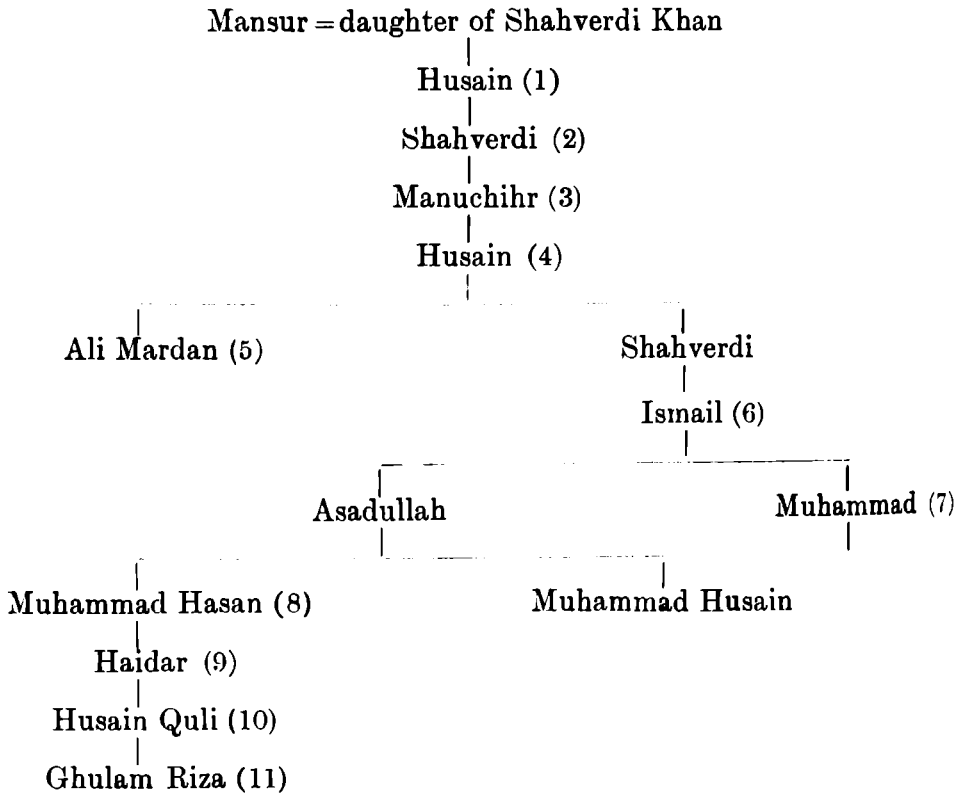 Mansur = daughter of Shahverdi Khan
Husain (1)
Shahverdi (2)
Manuchihr (3)
Husain (4)
Ali Mardan (5) Shahverdi
Ismail (6)
Asadullah Muhammad (7)
Muhammad Hasan (8) Muhammad Husain
Haidar (9)
Husain Quli (10)
Ghulam Riza (11)